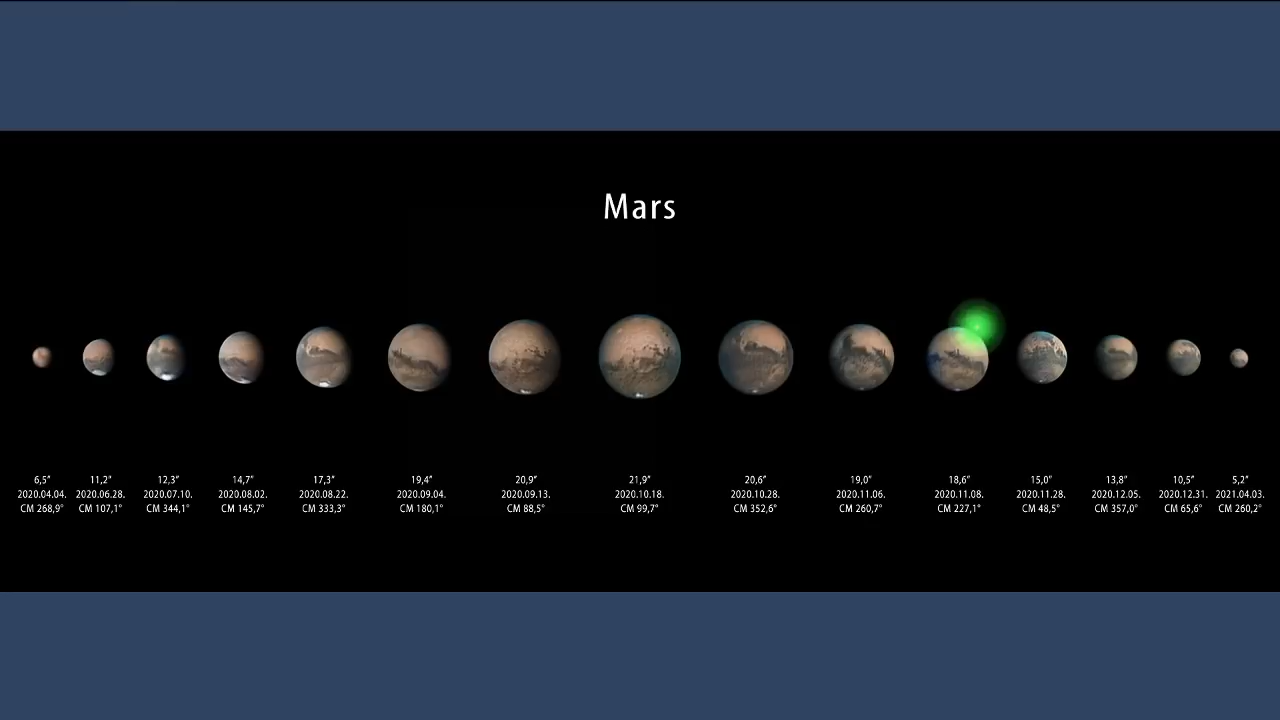 Mars
6,5" 11,2" 12,3" 14,7" 17,3" 19,4" 20,9" 21,9" 20,6" 19,0" 18,6" 15,0" 13,8" 10,5" 5,2"
2020.04.04. 2020.06.28. 2020.07.10. 2020.08.02. 2020.08.22. 2020.09.04. 2020.09.13. 2020.10.18. 2020.10.28. 2020.11.06. 2020.11.08. 2020.11.28. 2020.12.05. 2020.12.31. 2021.04.03.
CM 268,9° CM 107,1° CM 344,1° CM 145,7° CM 333,3° CM 180,1° CM 88,5° CM 99,7° CM 352,6° CM 260,7° CM 227,1° CM 48,5° CM 357,0° CM 65,6° CM 260,2°